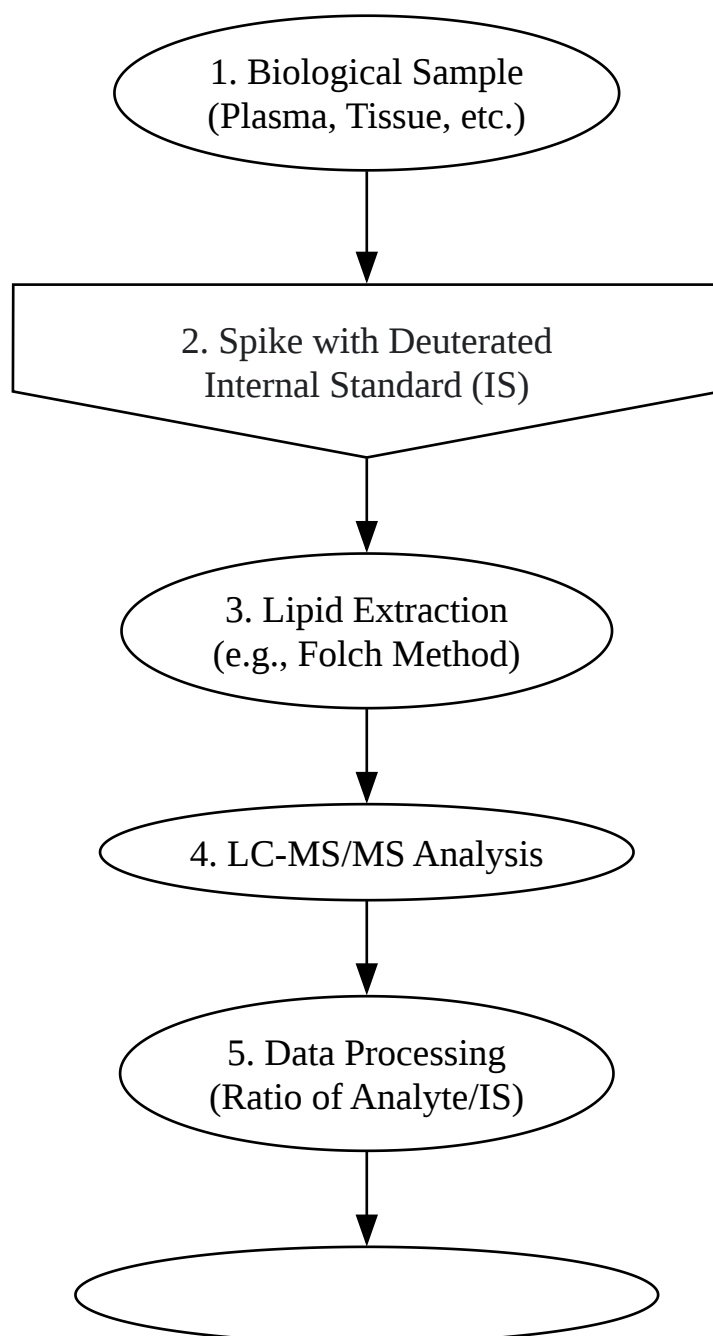 1. Biological Sample
(Plasma, Tissue, etc.)
2. Spike with Deuterated
Internal Standard (IS)
3. Lipid Extraction
(e.g., Folch Method)
4. LC-MS/MS Analysis
5. Data Processing
(Ratio of Analyte/IS)